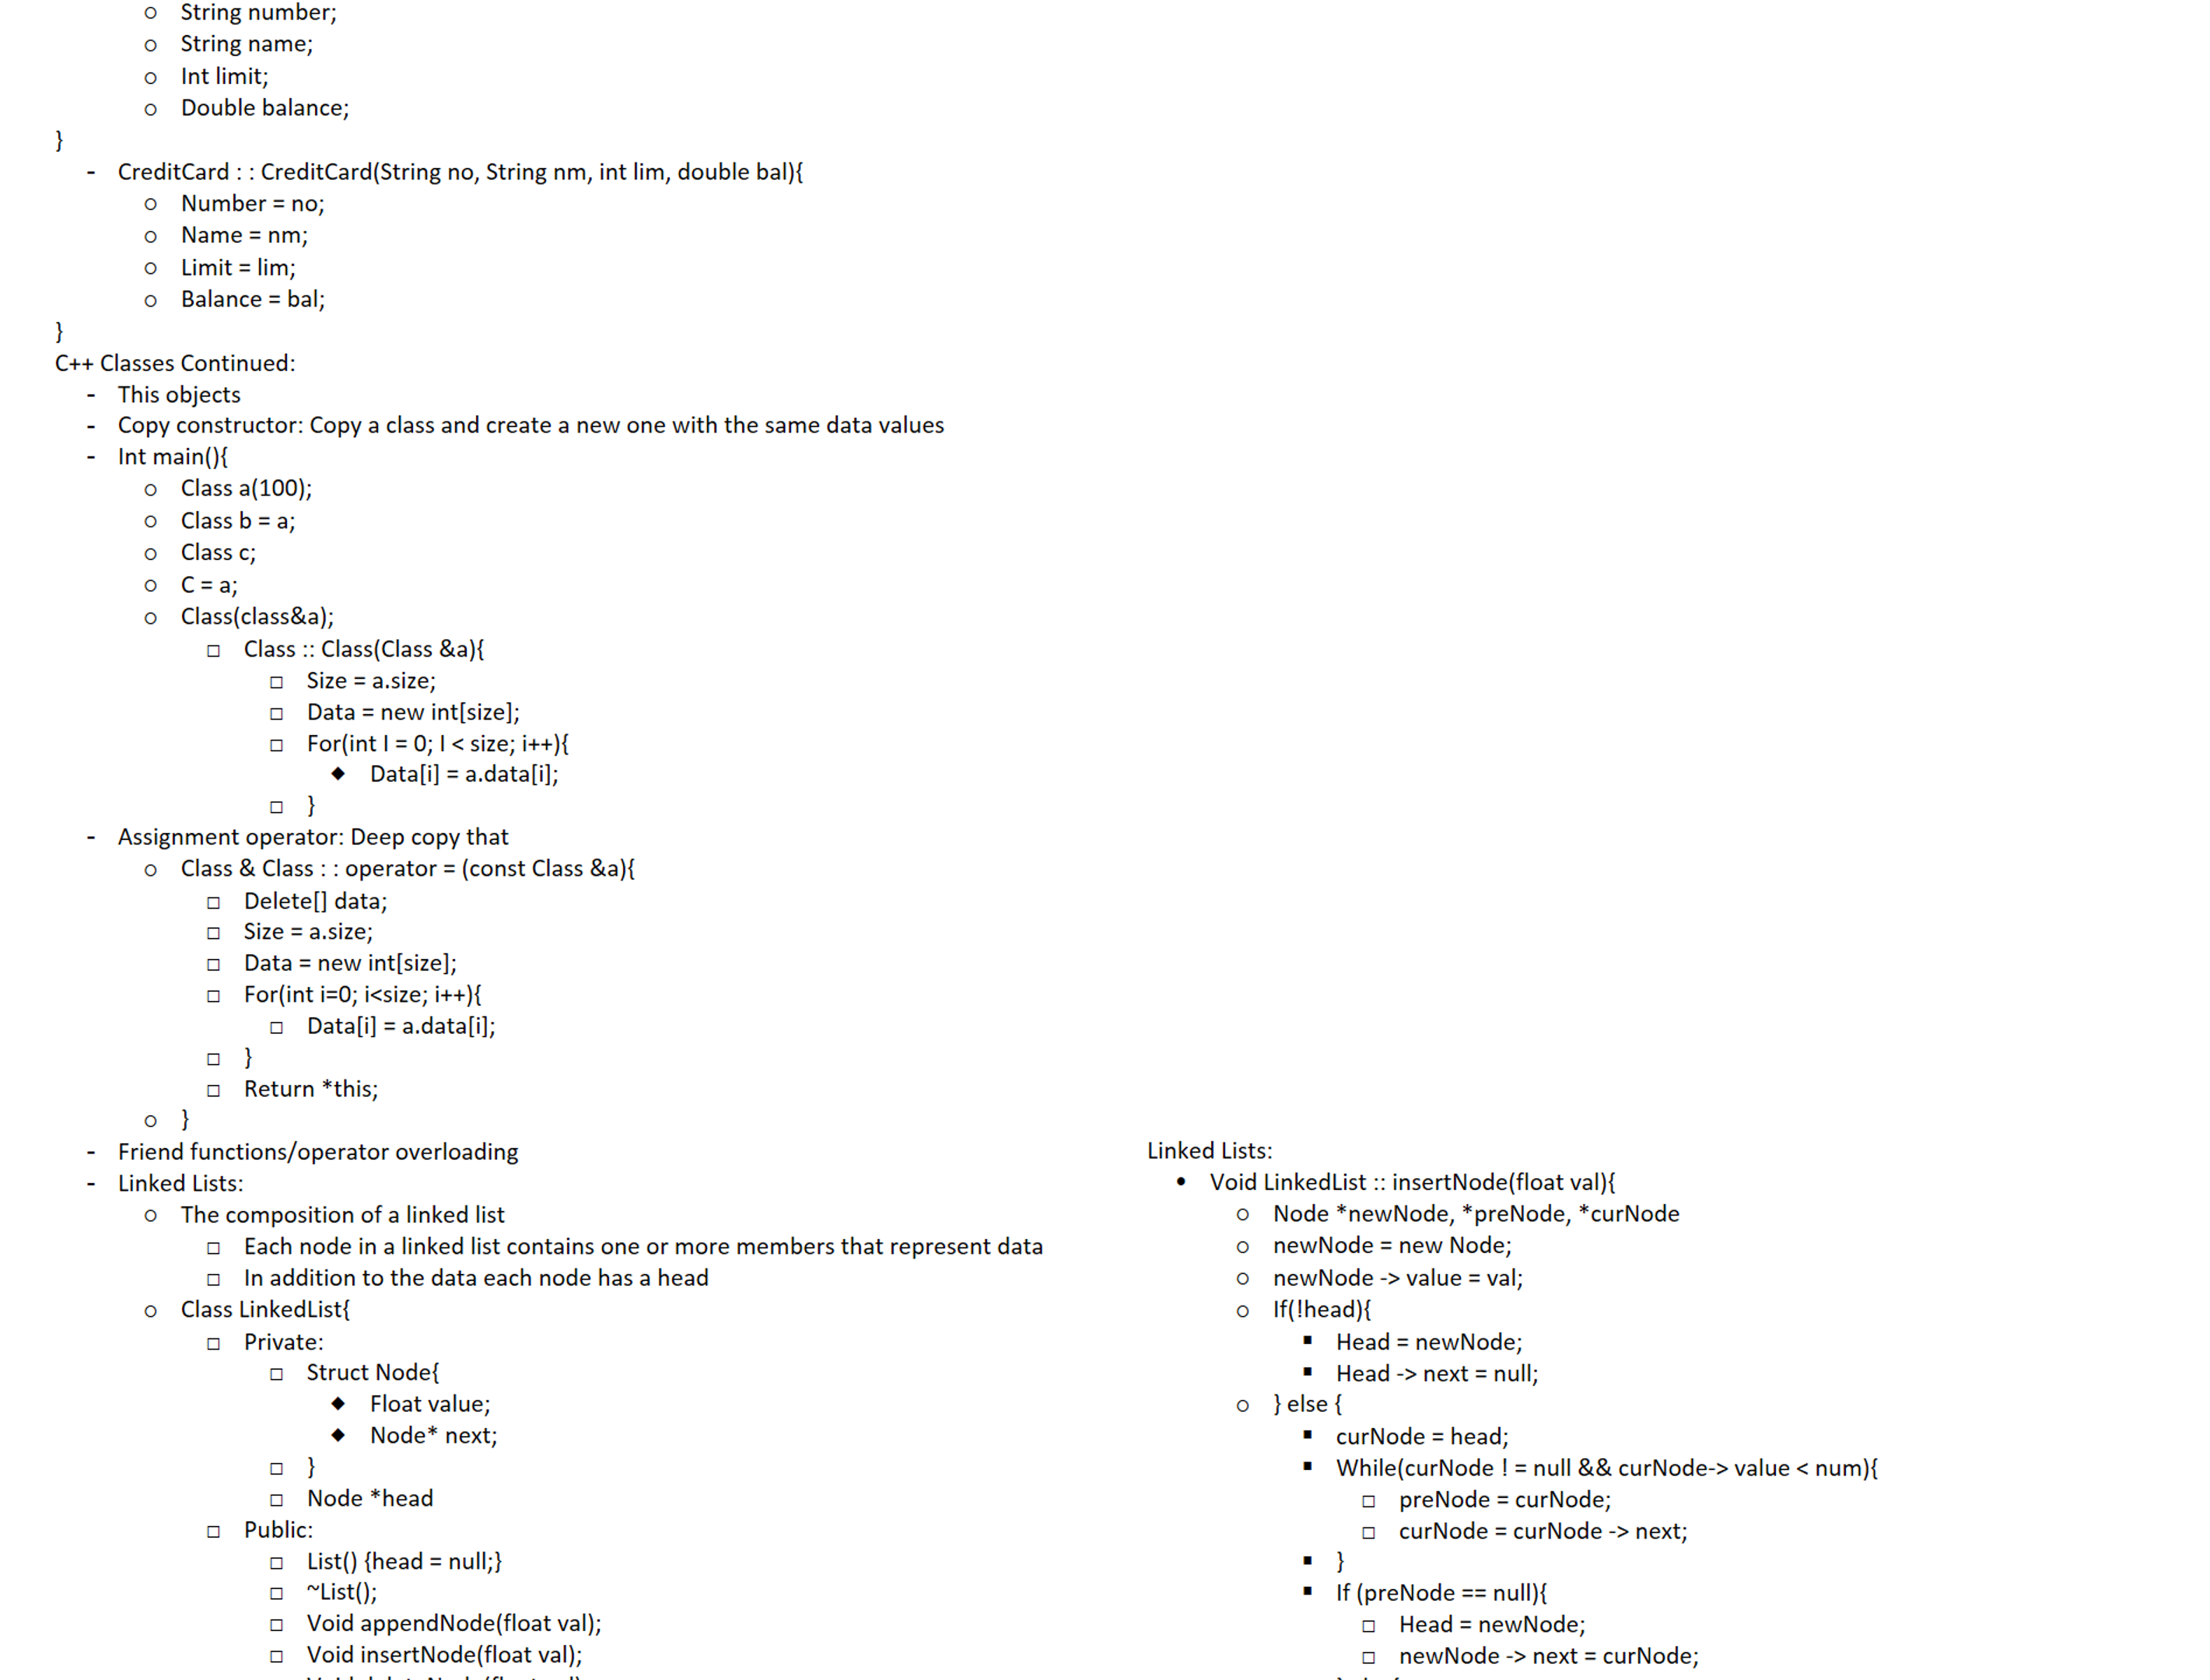 String number;
String name;
Int limit;
Double balance;
}
- CreditCard : : CreditCard(String no, String nm, int lim, double bal){
Number = no;
Name = nm;
Limit = lim;
Balance = bal;
}
C++ Classes Continued:
- This objects
- Copy constructor: Copy a class and create a new one with the same data values
- Int main(){
Class a(100);
Class b = a;
Class c;
C = a;
Class(class&a);
Class :: Class(Class &a){
Size = a.size;
Data = new int[size];
For(int I = 0; I < size; i++){
Data[i] = a.data[i];
}
- Assignment operator: Deep copy that
Class & Class : : operator = (const Class &a){
Delete[] data;
Size = a.size;
Data = new int[size];
For(int i=0; i<size; i++){
Data[i] = a.data[i];
}
Return *this;
}
- Friend functions/operator overloading
- Linked Lists:
The composition of a linked list
Each node in a linked list contains one or more members that represent data
In addition to the data each node has a head
Class LinkedList{
Private:
Struct Node{
Float value;
Node* next;
}
Node *head
Public:
List() {head = null;}
~List();
Void appendNode(float val);
Void insertNode(float val);
Linked Lists:
Void LinkedList :: insertNode(float val){
Node *newNode, *preNode, *curNode
newNode = new Node;
newNode -> value = val;
If(!head){
Head = newNode;
Head -> next = null;
} else {
curNode = head;
While(curNode ! = null && curNode-> value < num){
preNode = curNode;
curNode = curNode -> next;
}
If (preNode == null){
Head = newNode;
newNode -> next = curNode;